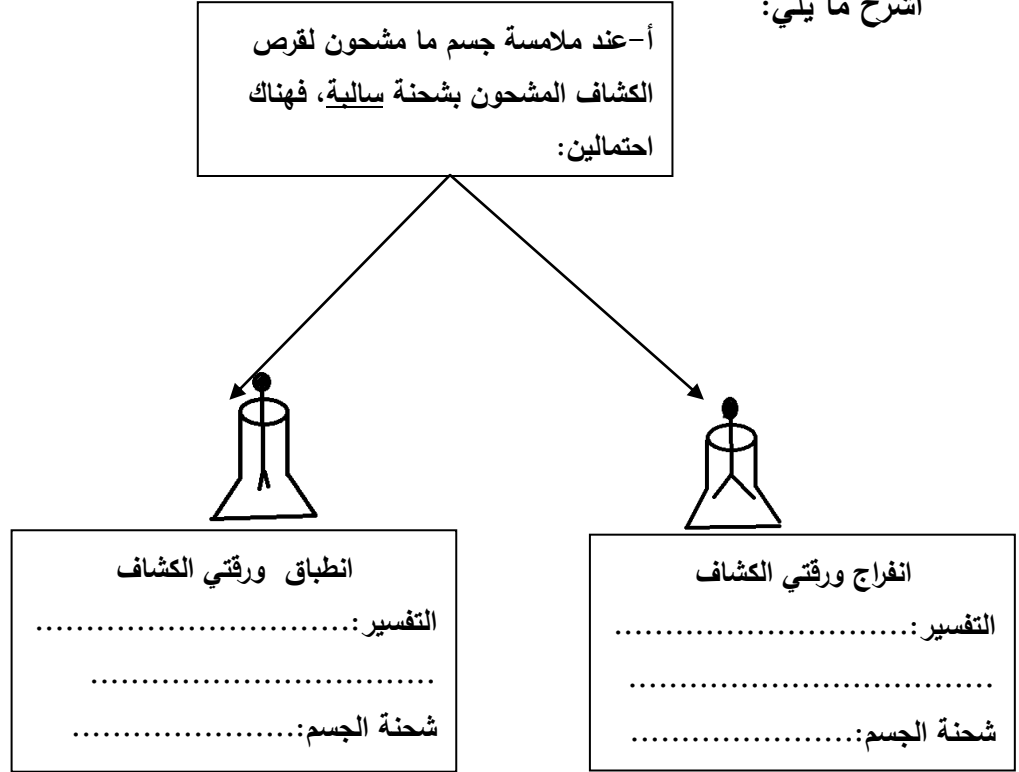 اشرح ما يلي:
أ-عند ملامسة جسم ما مشحون لقرص
الكشاف المشحون بشحنة سالبة، فهناك
احتمالين:
انفراج ورقتي الكشاف
التفسير:.............................
...................................
شحنة الجسم:......................
انطباق ورقتي الكشاف
التفسير:...............................
..................................
شحنة الجسم:......................